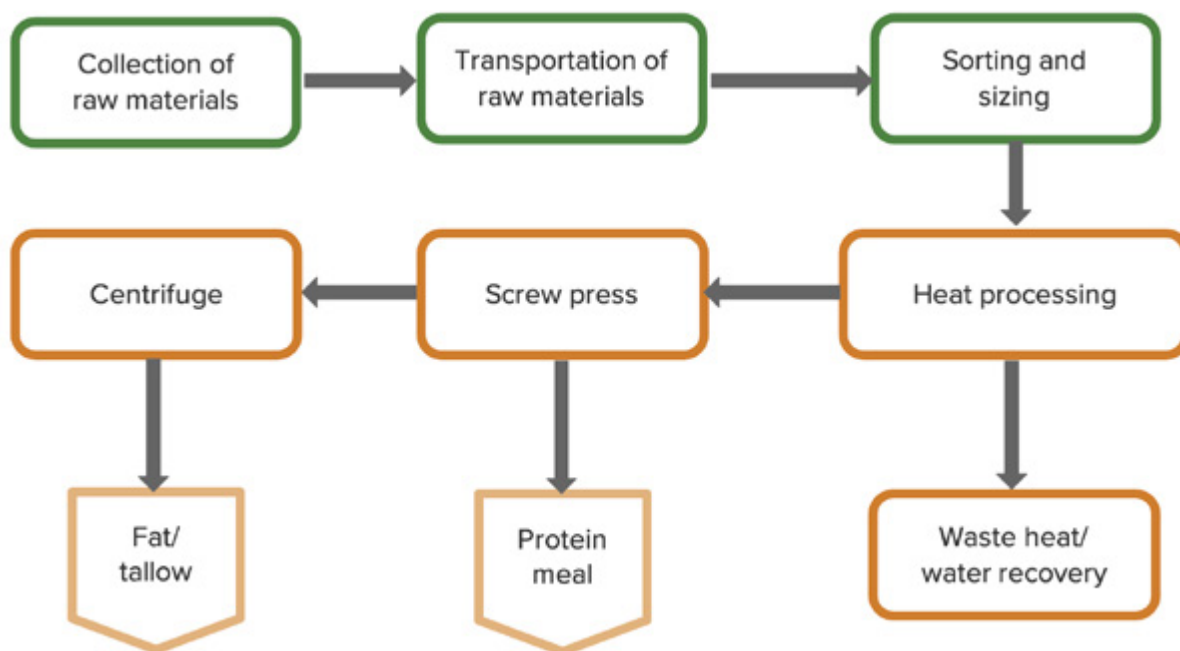 Collection of
raw materials
Transportation of
raw materials
Sorting and
sizing
Centrifuge
Screw press
Heat processing
Fat/
tallow
Protein
meal
Waste heat/
water recovery